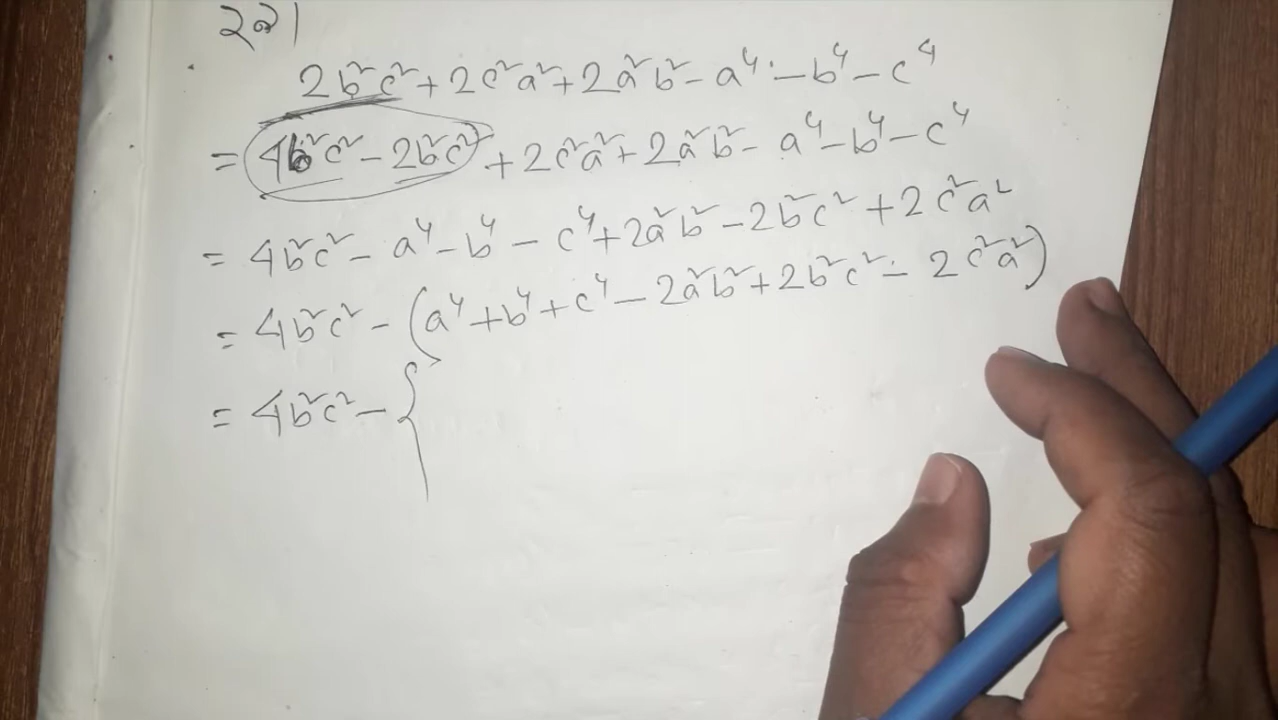 ২৯।
2b²c² + 2c²a² + 2a²b² - a⁴ - b⁴ - c⁴
= 4b²c² - 2b²c² + 2c²a² + 2a²b² - a⁴ - b⁴ - c⁴
= 4b²c² - a⁴ - b⁴ - c⁴ + 2a²b² - 2b²c² + 2c²a²
= 4b²c² - (a⁴ + b⁴ + c⁴ - 2a²b² + 2b²c² - 2c²a²)
= 4b²c² - {